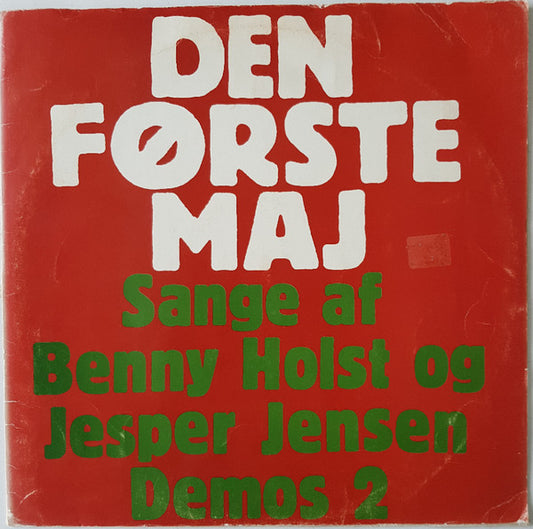 DEN
FØRSTE
MAJ
Sange af
Benny Holst og
Jesper Jensen
Demos 2